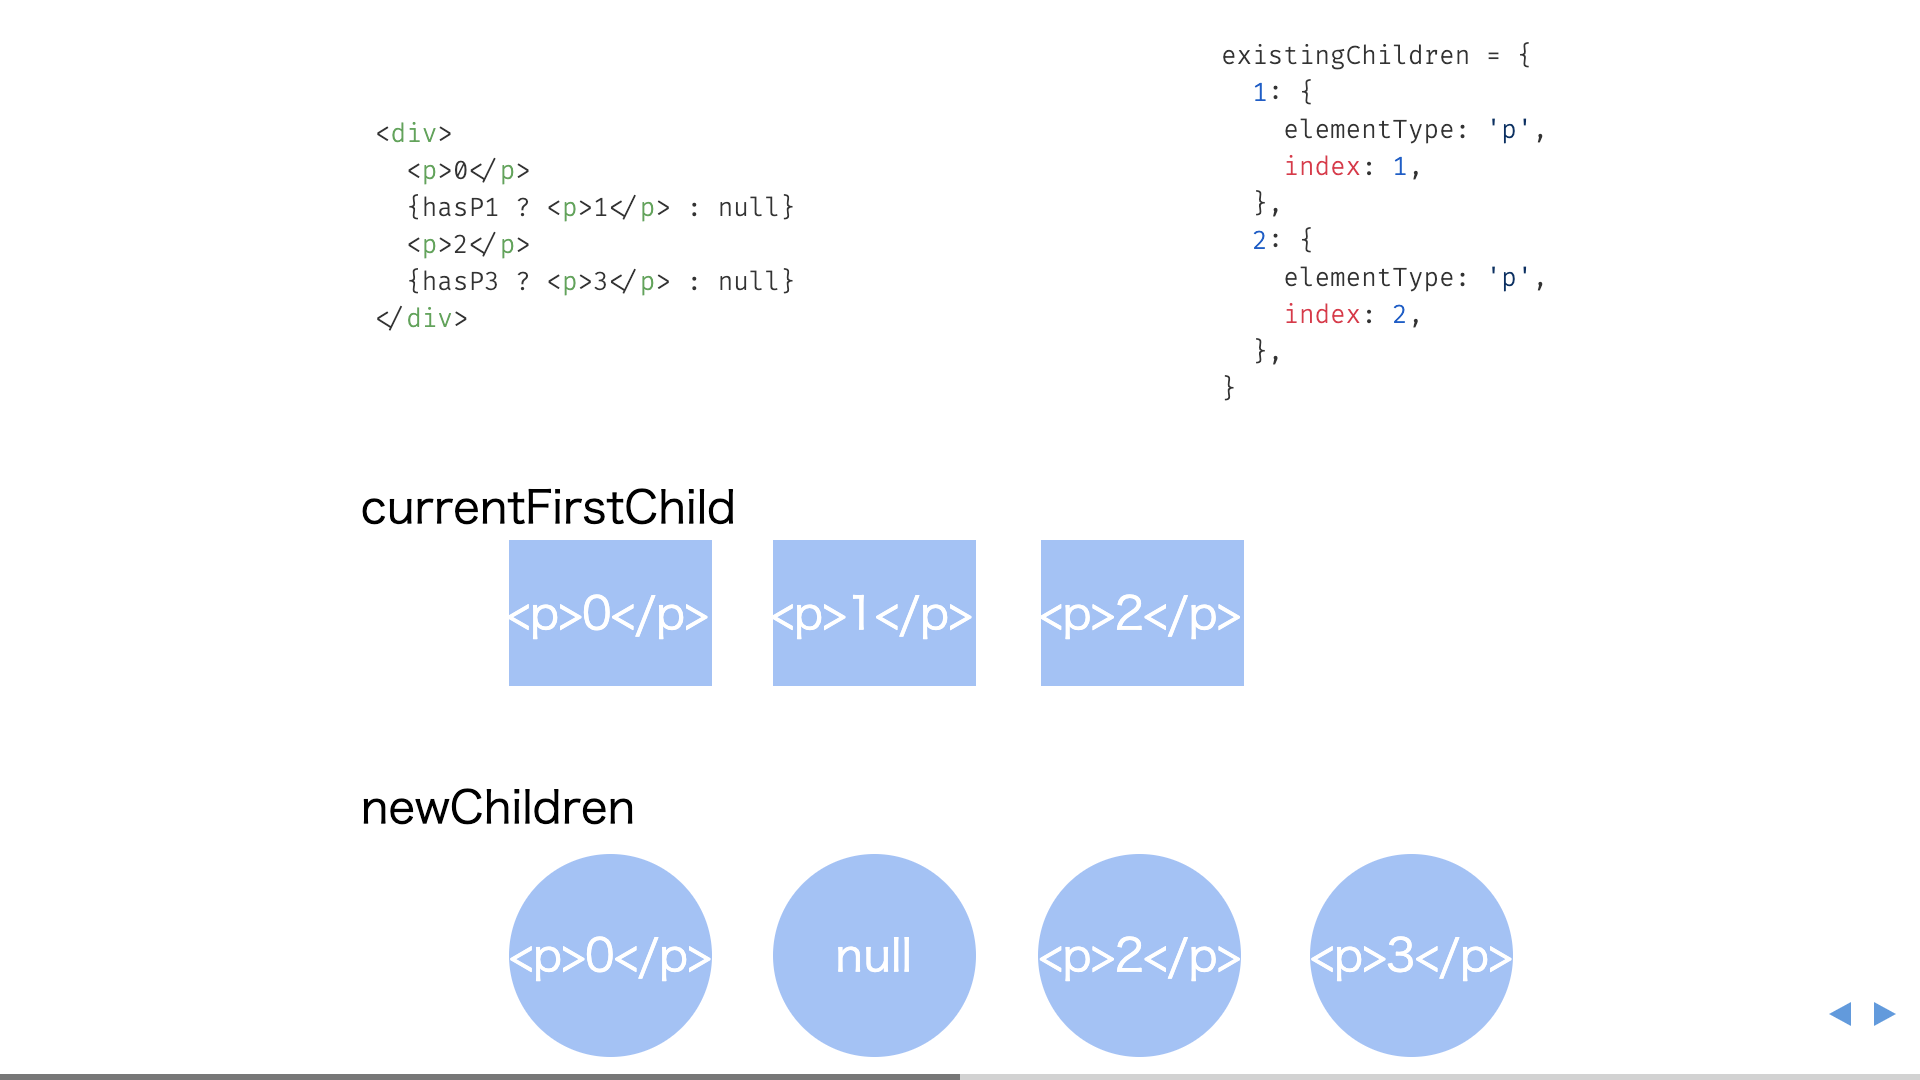 <div>
  <p>0</p>
  {hasP1 ? <p>1</p> : null}
  <p>2</p>
  {hasP3 ? <p>3</p> : null}
</div>
existingChildren = {
  1: {
    elementType: 'p',
    index: 1,
  },
  2: {
    elementType: 'p',
    index: 2,
  },
}
currentFirstChild
<p>0</p> <p>1</p> <p>2</p>
newChildren
<p>0</p> null <p>2</p> <p>3</p>